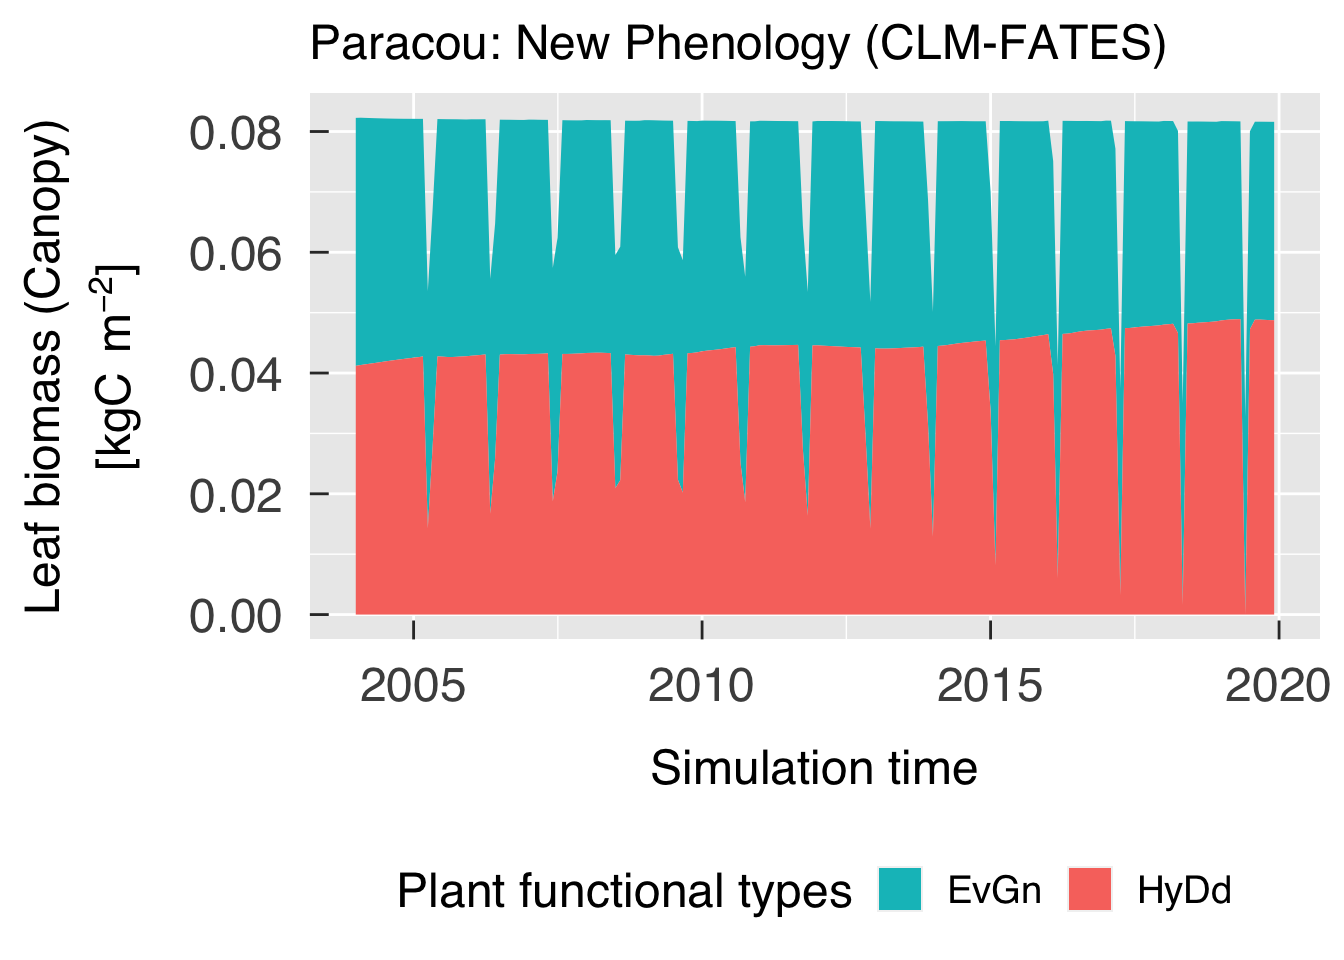 Paracou: New Phenology (CLM-FATES)
Leaf biomass (Canopy)
[kgC m⁻²]
0.08
0.06
0.04
0.02
0.00
2005 2010 2015 2020
Simulation time
Plant functional types EvGn HyDd